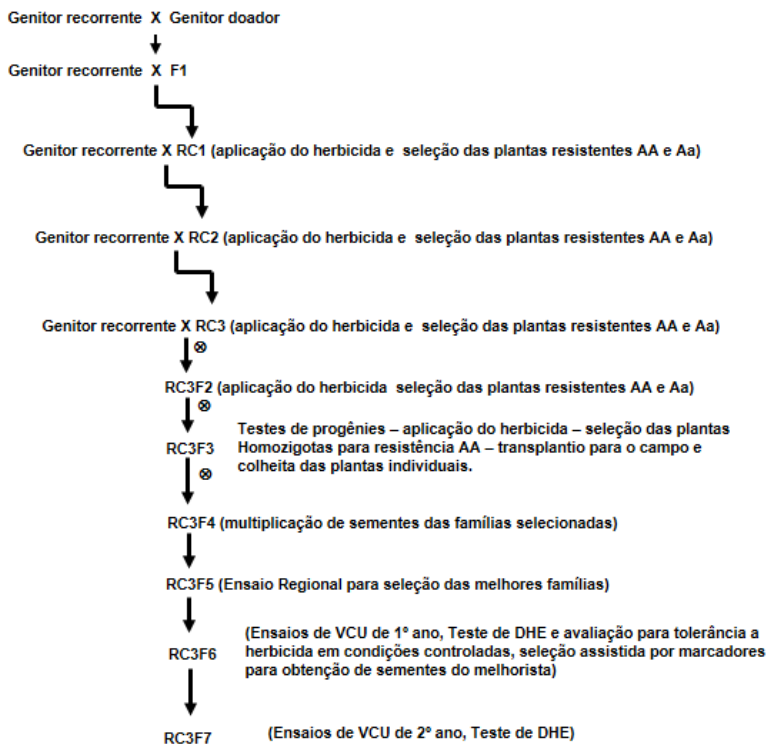 Genitor recorrente X Genitor doador
Genitor recorrente X F1
Genitor recorrente X RC1 (aplicação do herbicida e seleção das plantas resistentes AA e Aa)
Genitor recorrente X RC2 (aplicação do herbicida e seleção das plantas resistentes AA e Aa)
Genitor recorrente X RC3 (aplicação do herbicida e seleção das plantas resistentes AA e Aa)
⊗
RC3F2 (aplicação do herbicida seleção das plantas resistentes AA e Aa)
⊗
Testes de progênies – aplicação do herbicida – seleção das plantas
RC3F3 Homozigotas para resistência AA – transplantio para o campo e
colheita das plantas individuais.
⊗
RC3F4 (multiplicação de sementes das famílias selecionadas)
RC3F5 (Ensaio Regional para seleção das melhores famílias)
(Ensaios de VCU de 1º ano, Teste de DHE e avaliação para tolerância a
RC3F6 herbicida em condições controladas, seleção assistida por marcadores
para obtenção de sementes do melhorista)
RC3F7 (Ensaios de VCU de 2º ano, Teste de DHE)